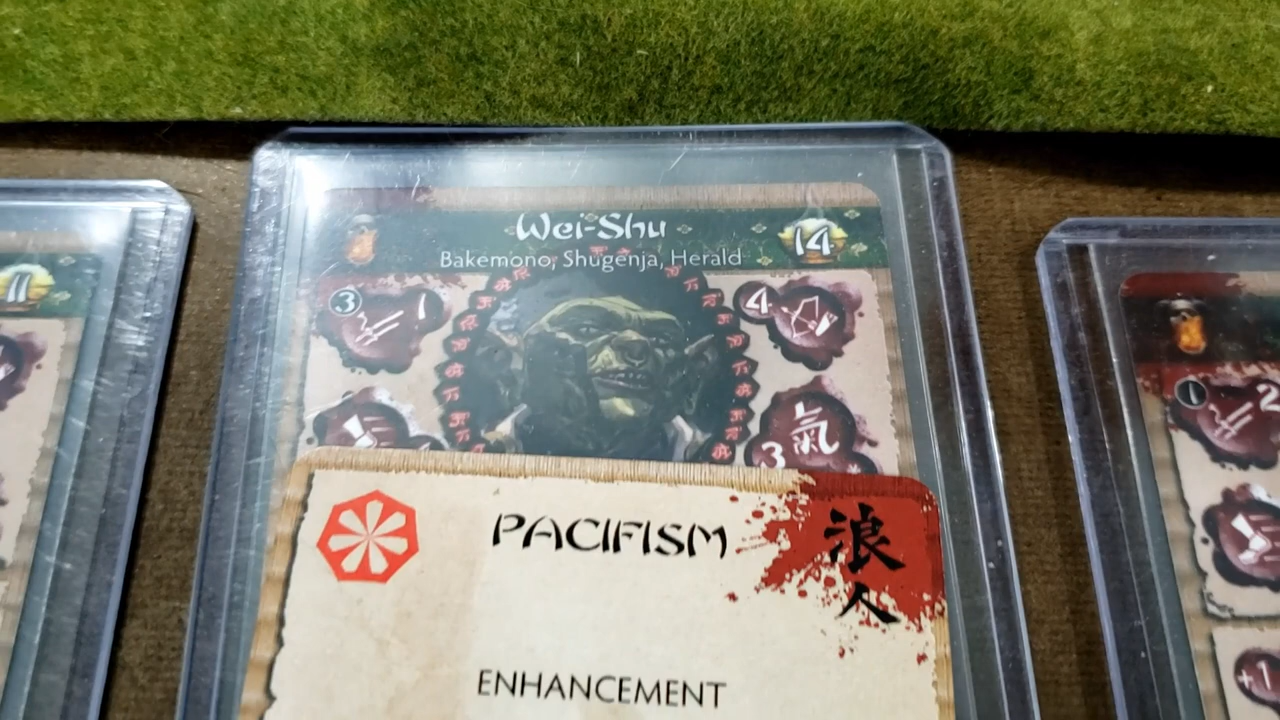 Wei-Shu
14
Bakemono, Shugenja, Herald
3
1
4
氣
3
11
1
2
+1
PACIFISM
浪
人
ENHANCEMENT